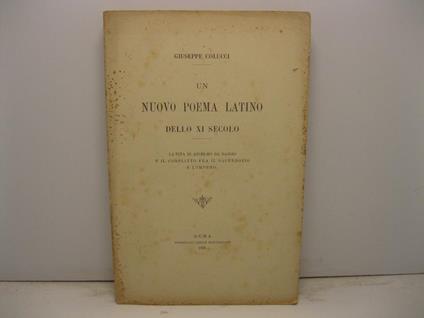 GIUSEPPE COLUCCI
UN
NUOVO POEMA LATINO
DELLO XI SECOLO
LA VITA DI ANSELMO DA BAGGIO
E IL CONFLITTO FRA IL SACERDOZIO
E L'IMPERO.
ROMA